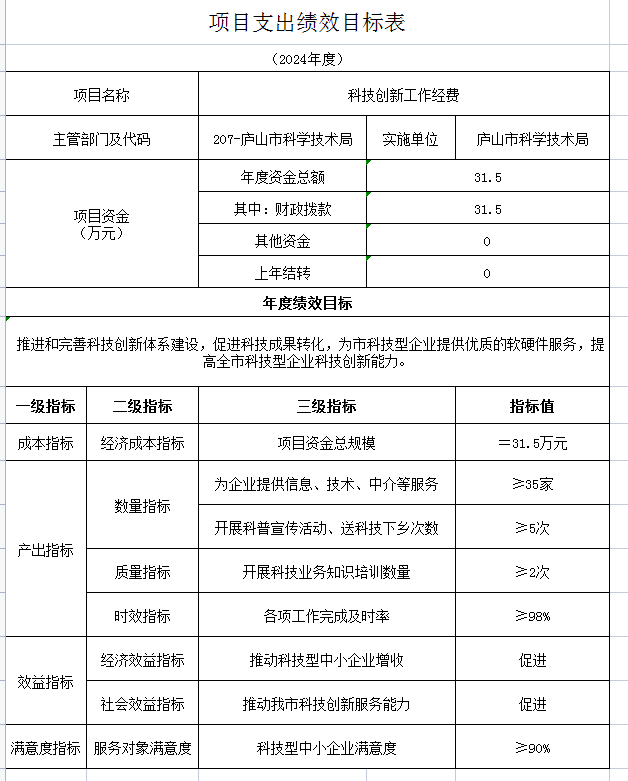 项目支出绩效目标表
（2024年度）
项目名称 科技创新工作经费
主管部门及代码 207-庐山市科学技术局 实施单位 庐山市科学技术局
项目资金
（万元）
年度资金总额 31.5
其中：财政拨款 31.5
其他资金 0
上年结转 0
年度绩效目标
推进和完善科技创新体系建设，促进科技成果转化，为市科技型企业提供优质的软硬件服务，提
高全市科技型企业科技创新能力。
一级指标 二级指标 三级指标 指标值
成本指标 经济成本指标 项目资金总规模 ＝31.5万元
产出指标 数量指标 为企业提供信息、技术、中介等服务 ≥35家
开展科普宣传活动、送科技下乡次数 ≥5次
质量指标 开展科技业务知识培训数量 ≥2次
时效指标 各项工作完成及时率 ≥98%
效益指标 经济效益指标 推动科技型中小企业增收 促进
社会效益指标 推动我市科技创新服务能力 促进
满意度指标 服务对象满意度 科技型中小企业满意度 ≥90%